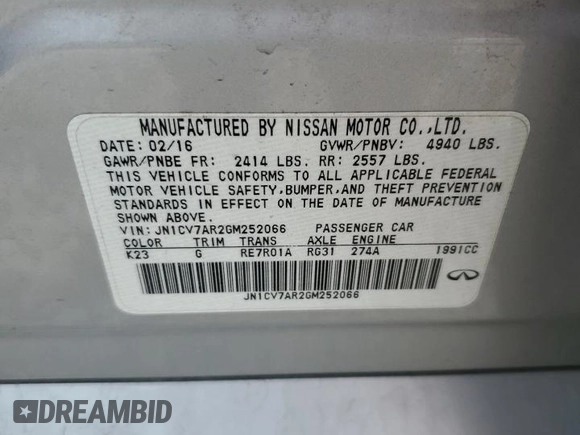 MANUFACTURED BY NISSAN MOTOR CO.,LTD.
DATE: 02/16 GVWR/PNBV: 4940 LBS.
GAWR/PNBE FR: 2414 LBS. RR: 2557 LBS.
THIS VEHICLE CONFORMS TO ALL APPLICABLE FEDERAL
MOTOR VEHICLE SAFETY,BUMPER,AND THEFT PREVENTION
STANDARDS IN EFFECT ON THE DATE OF MANUFACTURE
SHOWN ABOVE.
VIN: JN1CV7AR2GM252066 PASSENGER CAR
COLOR TRIM TRANS AXLE ENGINE
K23 G RE7R01A RG31 274A 1991CC
JN1CV7AR2GM252066
DREAMBID